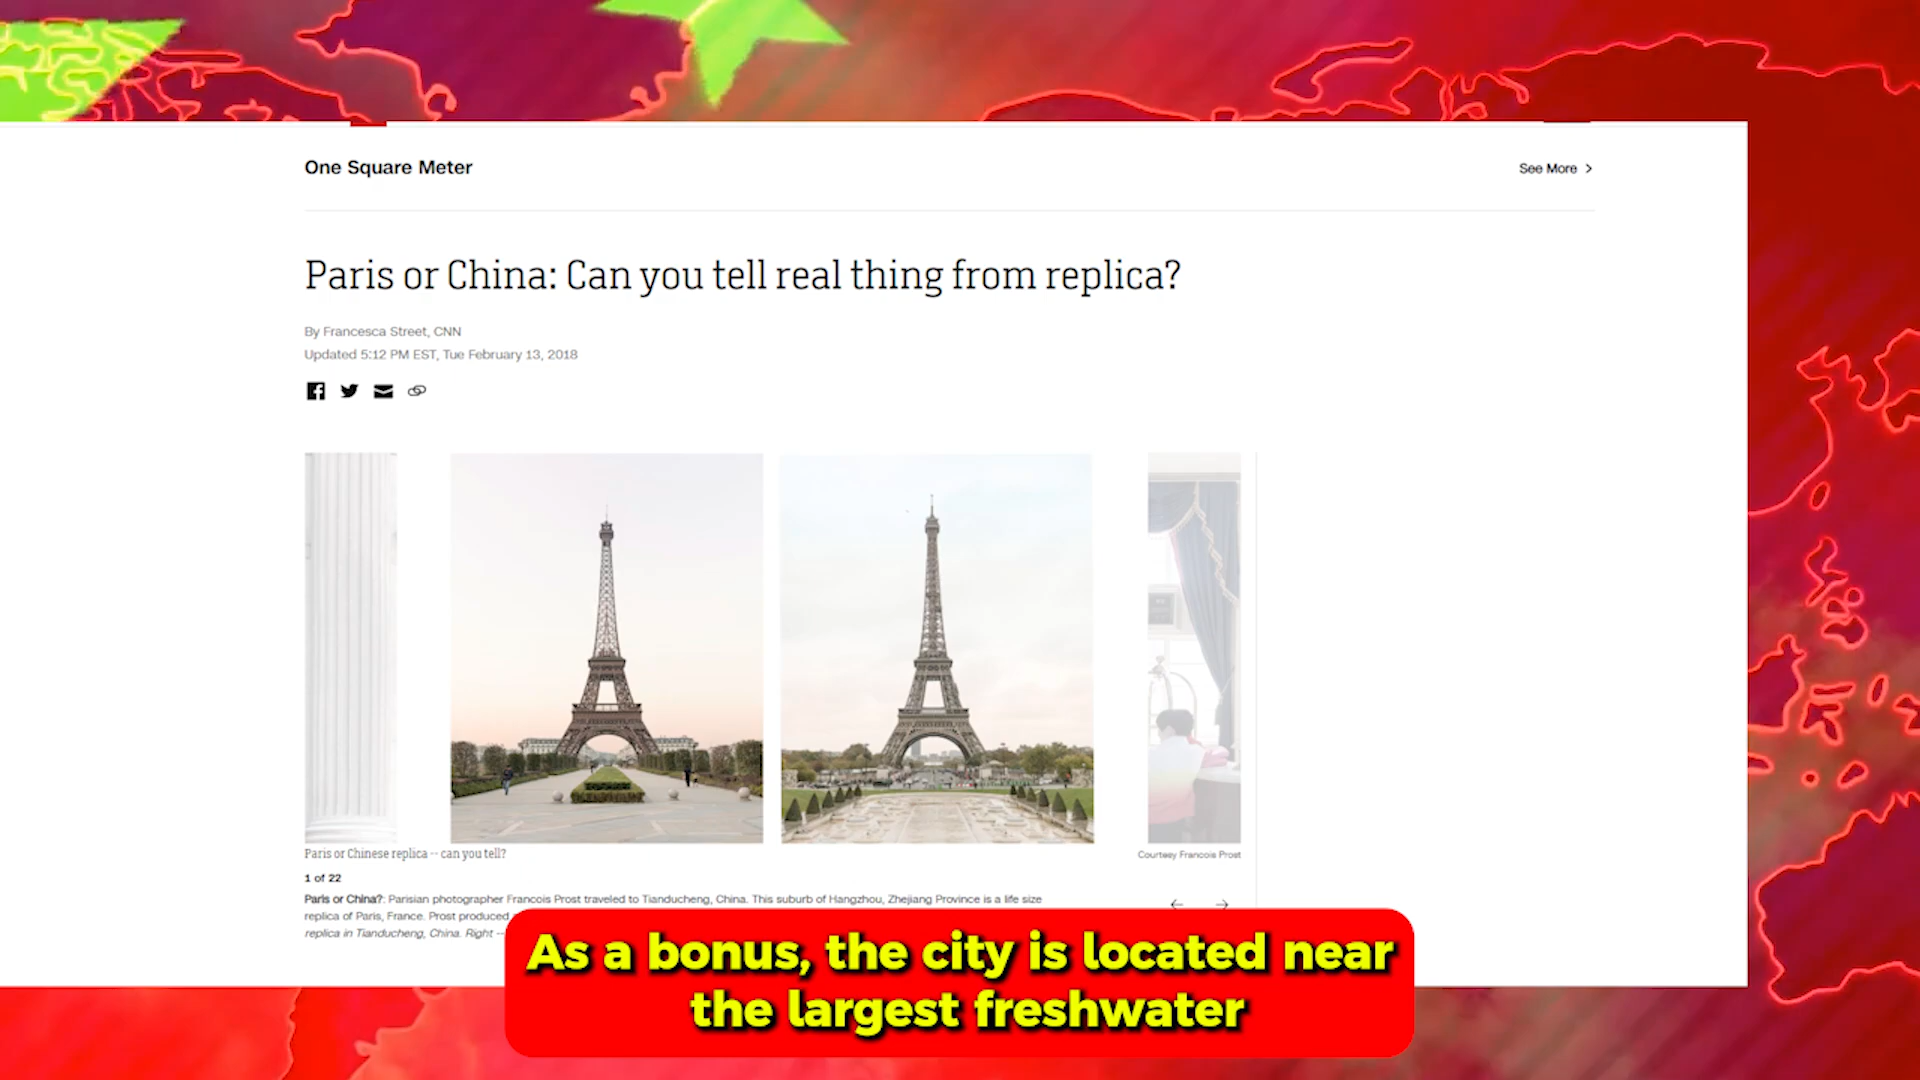 One Square Meter
See More
Paris or China: Can you tell real thing from replica?
By Francesca Street, CNN
Updated 5:12 PM EST, Tue February 13, 2018
Paris or Chinese replica -- can you tell?
Courtesy Francois Prost
1 of 22
Paris or China?: Parisian photographer Francois Prost traveled to Tianducheng, China. This suburb of Hangzhou, Zhejiang Province is a life size
replica of Paris, France. Prost produced
replica in Tianducheng, China. Right --
As a bonus, the city is located near
the largest freshwater